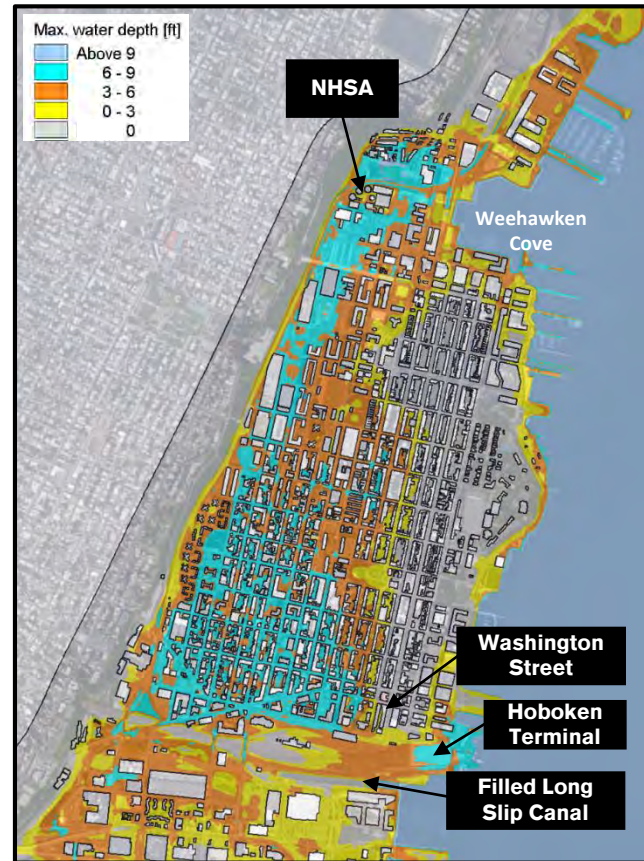 Max. water depth [ft]
Above 9
6 - 9
3 - 6
0 - 3
0
NHSA
Weehawken
Cove
Washington
Street
Hoboken
Terminal
Filled Long
Slip Canal